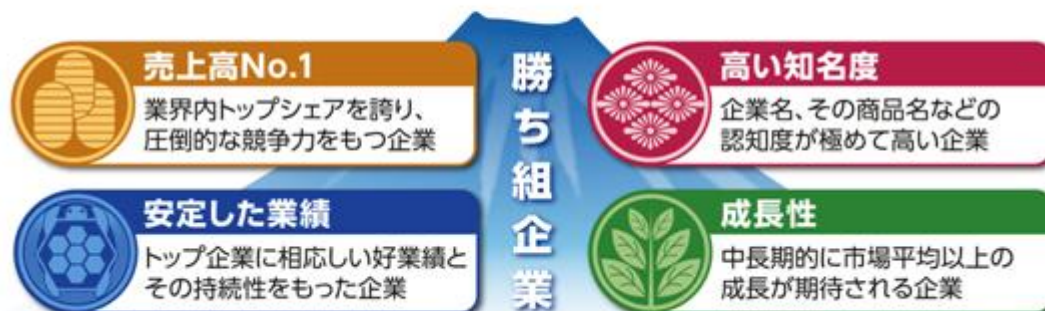 売上高No.1
業界内トップシェアを誇り、
圧倒的な競争力をもつ企業
安定した業績
トップ企業に相応しい好業績と
その持続性をもった企業
勝ち組企業
高い知名度
企業名、その商品名などの
認知度が極めて高い企業
成長性
中長期的に市場平均以上の
成長が期待される企業